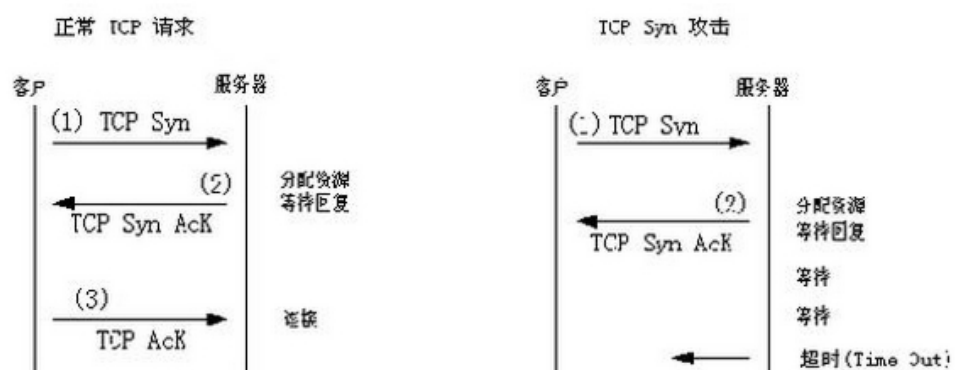 正常 TCP 请求
客户
服务器
(1) TCP Syn
(2)
分配资源
等待回复
TCP Syn AcK
(3)
连接
TCP AcK
TCP Syn 攻击
客户
服务器
(1) TCP Syn
(2)
分配资源
等待回复
TCP Syn AcK
等待
等待
超时(Time Out)